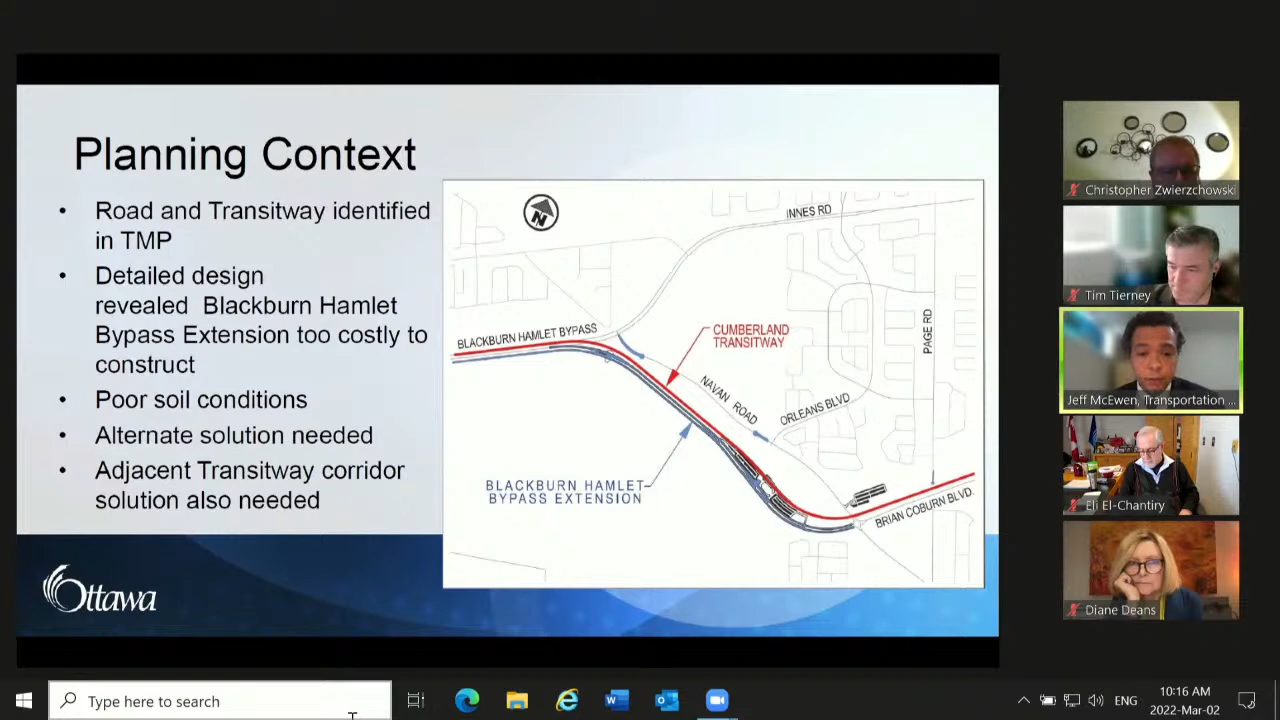 Planning Context
• Road and Transitway identified
in TMP
• Detailed design
revealed Blackburn Hamlet
Bypass Extension too costly to
construct
• Poor soil conditions
• Alternate solution needed
• Adjacent Transitway corridor
solution also needed
Ottawa
N
INNES RD
BLACKBURN HAMLET BYPASS
CUMBERLAND
TRANSITWAY
PAGE RD
NAVAN ROAD
ORLEANS BLVD
BLACKBURN HAMLET
BYPASS EXTENSION
BRIAN COBURN BLVD.
Christopher Zwierzchowski
Tim Tierney
Jeff McEwen, Transportation ...
Eli El-Chantiry
Diane Deans
Type here to search
ENG
10:16 AM
2022-Mar-02